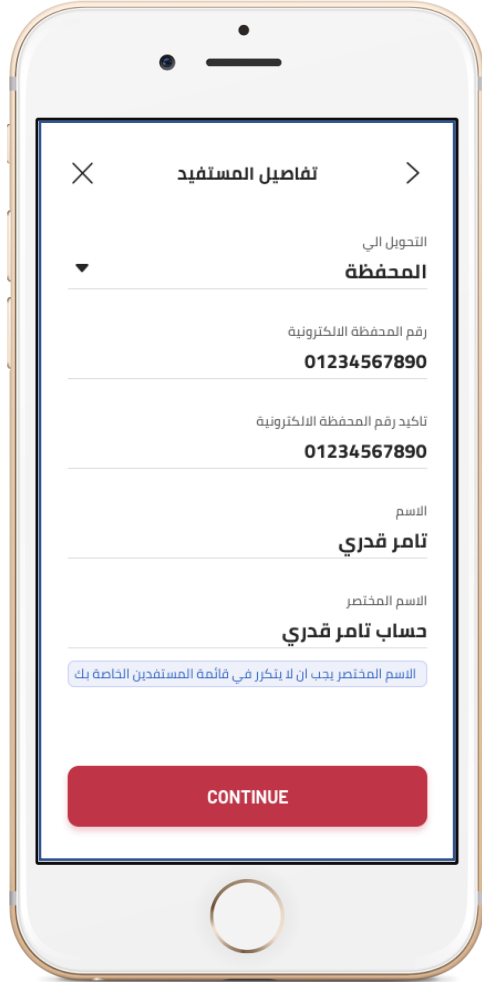 تفاصيل المستفيد
التحويل الي
المحفظة
رقم المحفظة الالكترونية
01234567890
تاكيد رقم المحفظة الالكترونية
01234567890
الاسم
تامر قدري
الاسم المختصر
حساب تامر قدري
الاسم المختصر يجب ان لا يتكرر في قائمة المستفدين الخاصة بك
CONTINUE